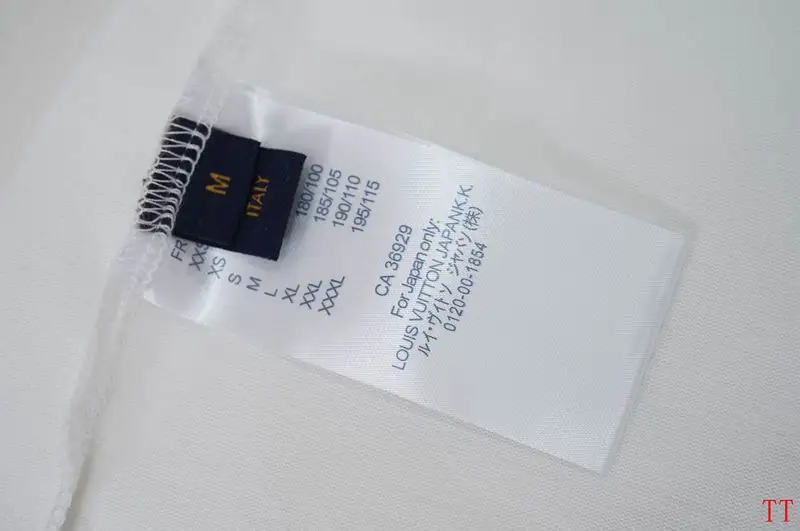 M
ITALY
FR
XXS
XS
S
M
L
XL 180/100
XXL 185/105
XXXL 190/110
195/115
CA 36929
For Japan only:
LOUIS VUITTON JAPAN K.K.
ルイ・ヴィトン ジャパン(株)
0120-00-1854
TT